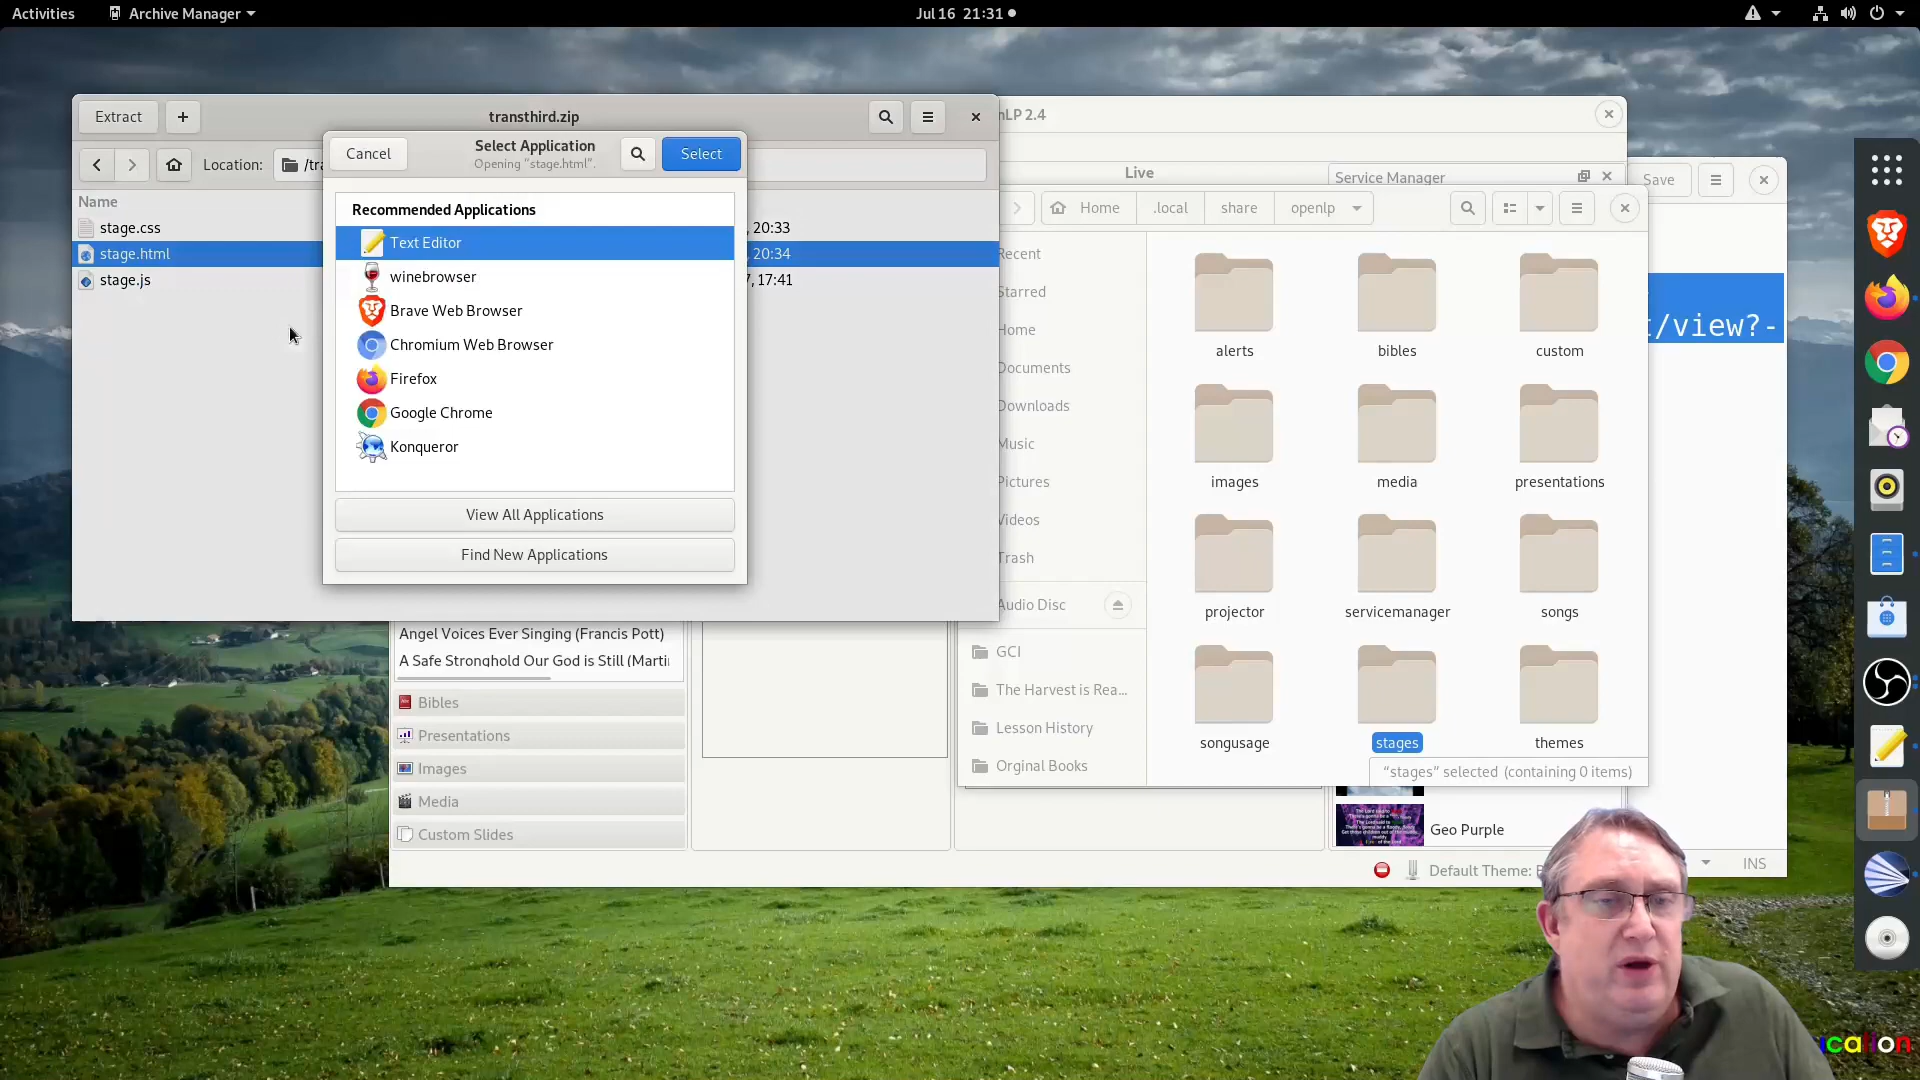 Activities
Archive Manager
Jul 16 21:31
Extract
transthird.zip
Location:
/tra
Name
stage.css
20:33
stage.html
20:34
stage.js
17:41
Cancel
Select Application
Opening "stage.html".
Select
Recommended Applications
Text Editor
winebrowser
Brave Web Browser
Chromium Web Browser
Firefox
Google Chrome
Konqueror
View All Applications
Find New Applications
nLP 2.4
Live
Service Manager
Save
t/view?-
Home
.local
share
openlp
Recent
Starred
Home
Documents
Downloads
Music
Pictures
Videos
Trash
Audio Disc
GCI
The Harvest is Rea...
Lesson History
Orginal Books
alerts
bibles
custom
images
media
presentations
projector
servicemanager
songs
songusage
stages
themes
"stages" selected (containing 0 items)
Angel Voices Ever Singing (Francis Pott)
A Safe Stronghold Our God is Still (Marti
Bibles
Presentations
Images
Media
Custom Slides
Geo Purple
Default Theme:
INS
ication